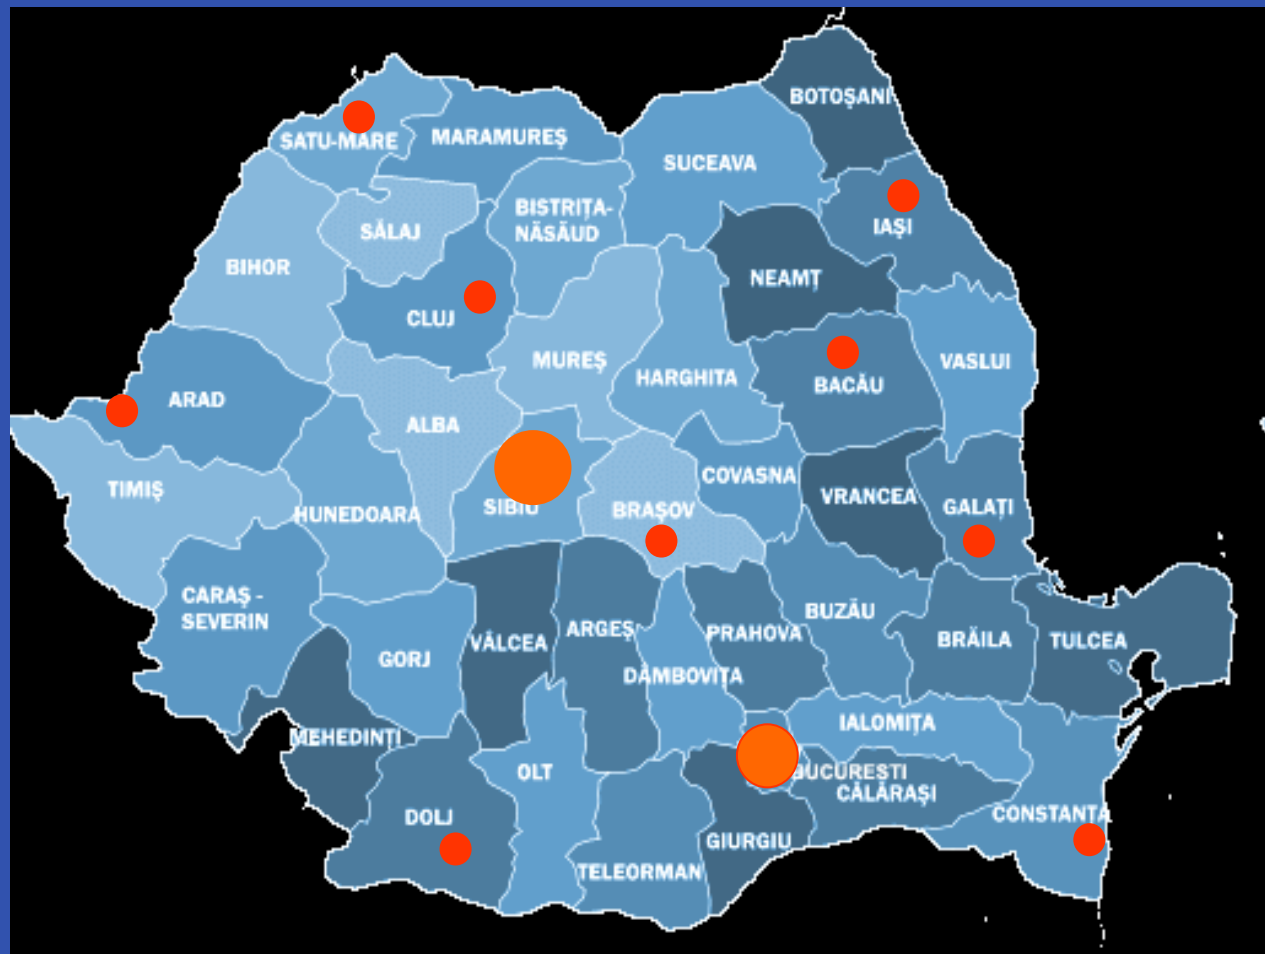 BOTOȘANI
SATU-MARE
MARAMUREȘ
SUCEAVA
BISTRIȚA-
NĂSĂUD
SĂLAJ
IAȘI
BIHOR
NEAMȚ
CLUJ
MUREȘ
VASLUI
HARGHITA
BACĂU
ARAD
ALBA
COVASNA
TIMIȘ
VRANCEA
SIBIU
BRAȘOV
GALAȚI
HUNEDOARA
CARAȘ -
SEVERIN
BUZĂU
ARGEȘ
PRAHOVA
BRĂILA
TULCEA
VÂLCEA
GORJ
DÂMBOVIȚA
IALOMIȚA
MEHEDINȚI
OLT
BUCURESTI
CĂLĂRAȘI
DOLJ
CONSTANȚA
GIURGIU
TELEORMAN